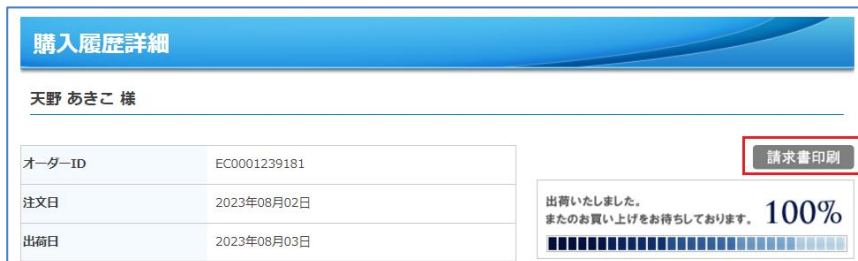 購入履歴詳細
天野 あきこ 様
請求書印刷
オーダーID EC0001239181
注文日 2023年08月02日
出荷日 2023年08月03日
出荷いたしました。
またのお買い上げをお待ちしております。 100%